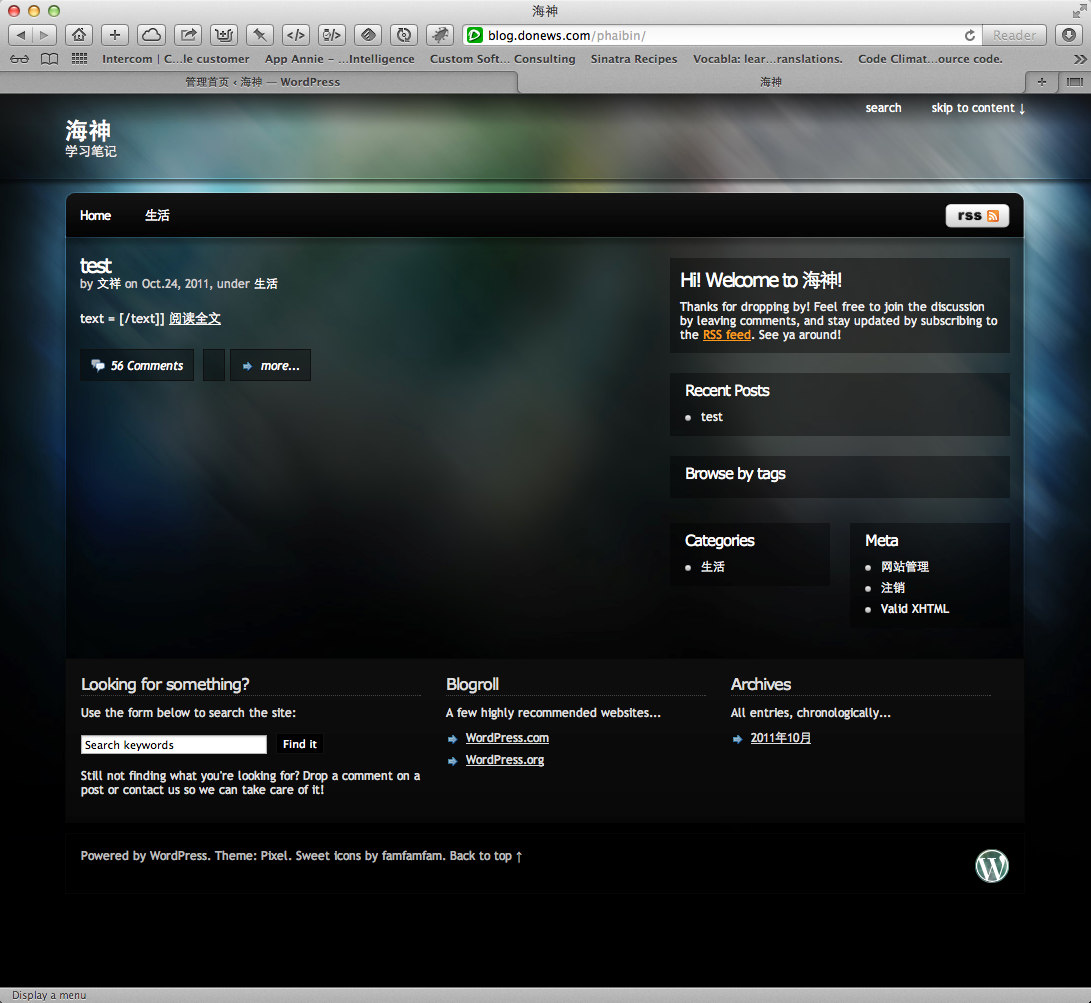 海神
blog.donews.com/phaibin/
Reader
Intercom | C...le customer
App Annie – ...Intelligence
Custom Soft... Consulting
Sinatra Recipes
Vocabla: lear...ranslations.
Code Climat...ource code.
管理首页 ‹ 海神 — WordPress
海神
search
skip to content ↓
海神
学习笔记
Home
生活
rss
test
by 文祥 on Oct.24, 2011, under 生活
text = [/text]] 阅读全文
56 Comments
more...
Hi! Welcome to 海神!
Thanks for dropping by! Feel free to join the discussion
by leaving comments, and stay updated by subscribing to
the RSS feed. See ya around!
Recent Posts
test
Browse by tags
Categories
生活
Meta
网站管理
注销
Valid XHTML
Looking for something?
Use the form below to search the site:
Search keywords
Find it
Still not finding what you're looking for? Drop a comment on a
post or contact us so we can take care of it!
Blogroll
A few highly recommended websites...
WordPress.com
WordPress.org
Archives
All entries, chronologically...
2011年10月
Powered by WordPress. Theme: Pixel. Sweet icons by famfamfam. Back to top ↑
Display a menu